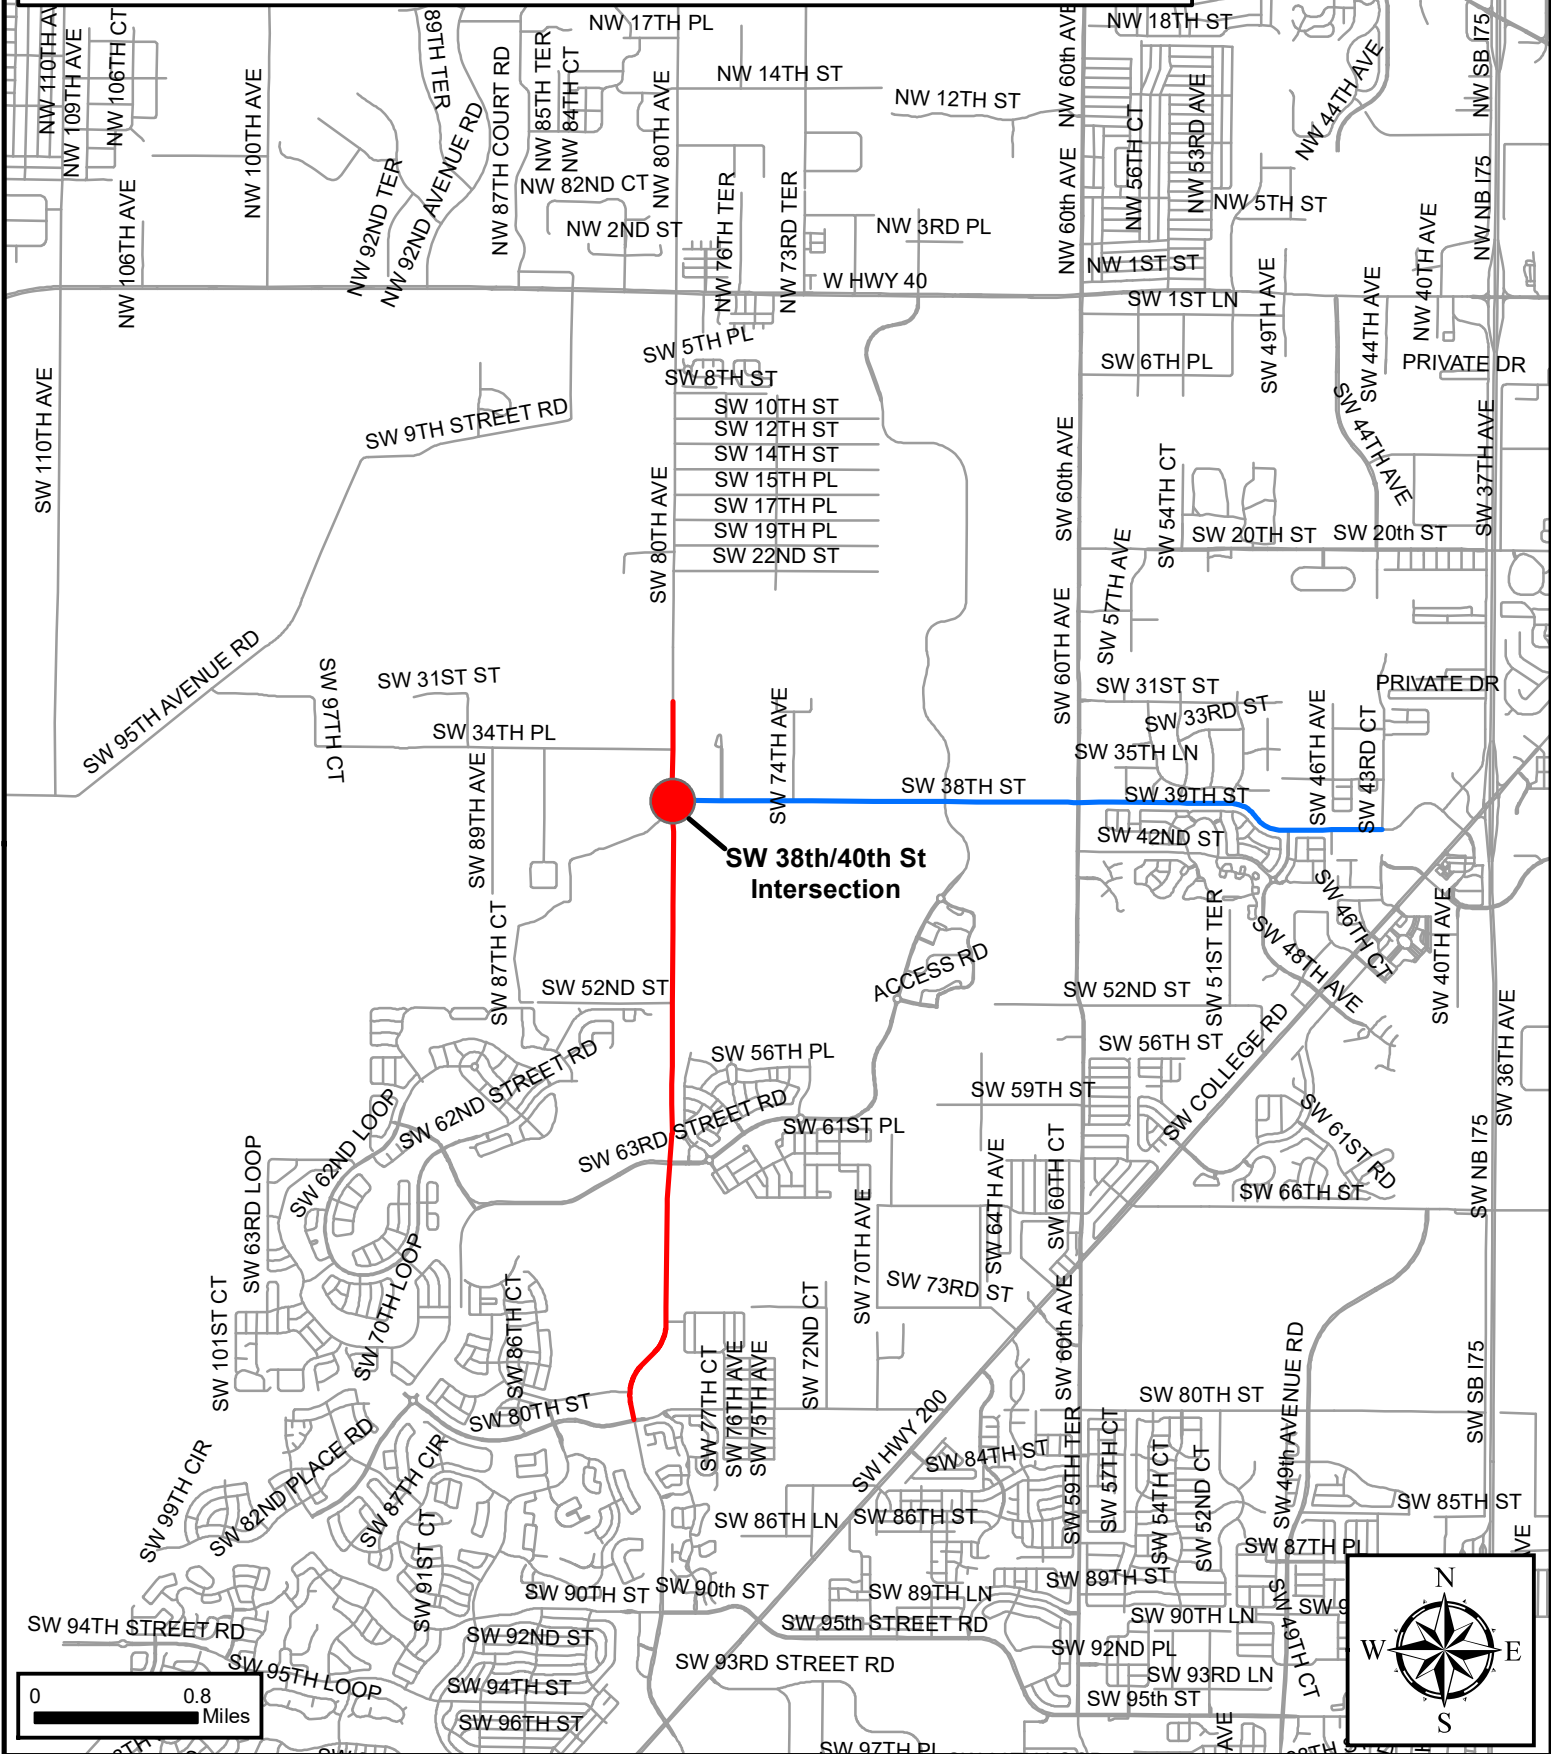 NW 17TH PL
NW 18TH ST
NW 110TH AV
NW 109TH AVE
NW 106TH CT
NW 100TH AVE
89TH TER
NW 87TH COURT RD
NW 85TH TER
NW 84TH CT
NW 80TH AVE
NW 14TH ST
NW 12TH ST
NW 60th AVE
NW 56TH CT
NW 53RD AVE
NW 44TH AVE
NW SB I75
NW 92ND TER
NW 92ND AVENUE RD
NW 82ND CT
NW 2ND ST
NW 76TH TER
NW 73RD TER
NW 3RD PL
NW 60th AVE
NW 5TH ST
NW 40TH AVE
NW NB I75
NW 106TH AVE
W HWY 40
NW 1ST ST
SW 1ST LN
SW 49TH AVE
SW 44TH AVE
SW 5TH PL
SW 8TH ST
SW 6TH PL
PRIVATE DR
SW 110TH AVE
SW 9TH STREET RD
SW 10TH ST
SW 12TH ST
SW 14TH ST
SW 15TH PL
SW 17TH PL
SW 19TH PL
SW 22ND ST
SW 80TH AVE
SW 60th AVE
SW 54TH CT
SW 44TH AVE
SW 37TH AVE
SW 20TH ST
SW 20th ST
SW 57TH AVE
SW 60TH AVE
SW 95TH AVENUE RD
SW 97TH CT
SW 31ST ST
SW 34TH PL
SW 89TH AVE
SW 74TH AVE
SW 31ST ST
SW 33RD ST
SW 35TH LN
PRIVATE DR
SW 46TH AVE
SW 43RD CT
SW 38TH ST
SW 39TH ST
SW 42ND ST
SW 38th/40th St
Intersection
SW 87TH CT
SW 52ND ST
ACCESS RD
SW 52ND ST
SW 51ST TER
SW 48TH AVE
SW 46TH CT
SW 40TH AVE
SW 36TH AVE
SW COLLEGE RD
SW 56TH PL
SW 56TH ST
SW 62ND STREET RD
SW 62ND LOOP
SW 63RD STREET RD
SW 61ST PL
SW 59TH ST
SW 61ST RD
SW 66TH ST
SW NB I75
SW 63RD LOOP
SW 70TH LOOP
SW 70TH AVE
SW 64TH AVE
SW 60TH CT
SW 73RD ST
SW 101ST CT
SW 86TH CT
SW 72ND CT
SW 60th AVE
SW 49th AVENUE RD
SW SB I75
SW 77TH CT
SW 76TH AVE
SW 75TH AVE
SW 80TH ST
SW 80TH ST
SW HWY 200
SW 84TH ST
SW 59TH TER
SW 57TH CT
SW 54TH CT
SW 52ND CT
SW 99TH CIR
SW 82ND PLACE RD
SW 87TH CIR
SW 91ST CT
SW 86TH LN
SW 86TH ST
SW 85TH ST
SW 87TH PL
VE
SW 90TH ST
SW 90th ST
SW 89TH LN
SW 89TH ST
SW 49TH CT
SW 9
SW 94TH STREET RD
SW 92ND ST
SW 95th STREET RD
SW 90TH LN
SW 92ND PL
SW 95TH LOOP
SW 94TH ST
SW 93RD STREET RD
SW 93RD LN
SW 95th ST
SW 96TH ST
SW 97TH PL
AVE
N
W
E
S
0
0.8
Miles